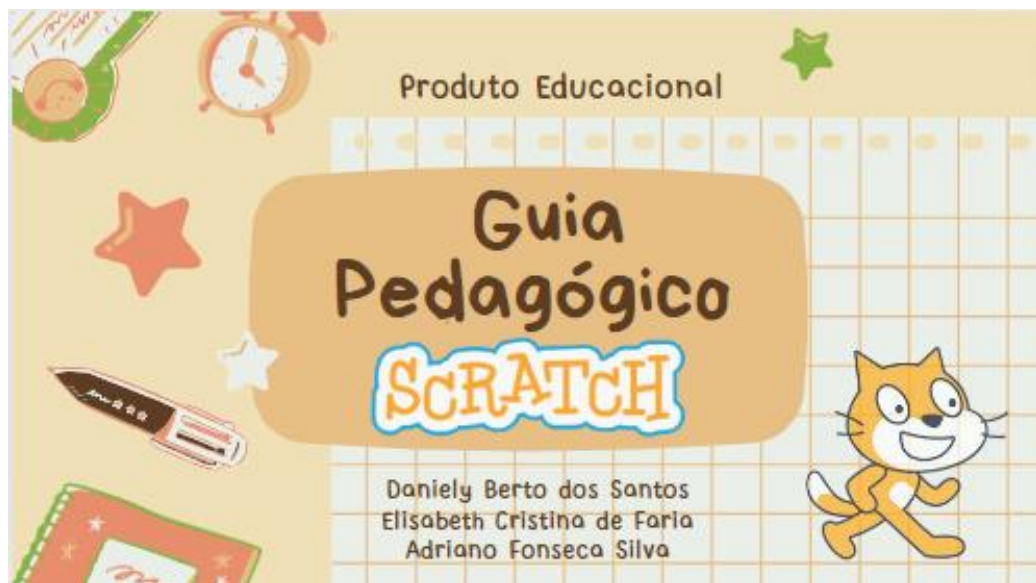 Produto Educacional
Guia
Pedagógico
SCRATCH
Daniely Berto dos Santos
Elisabeth Cristina de Faria
Adriano Fonseca Silva